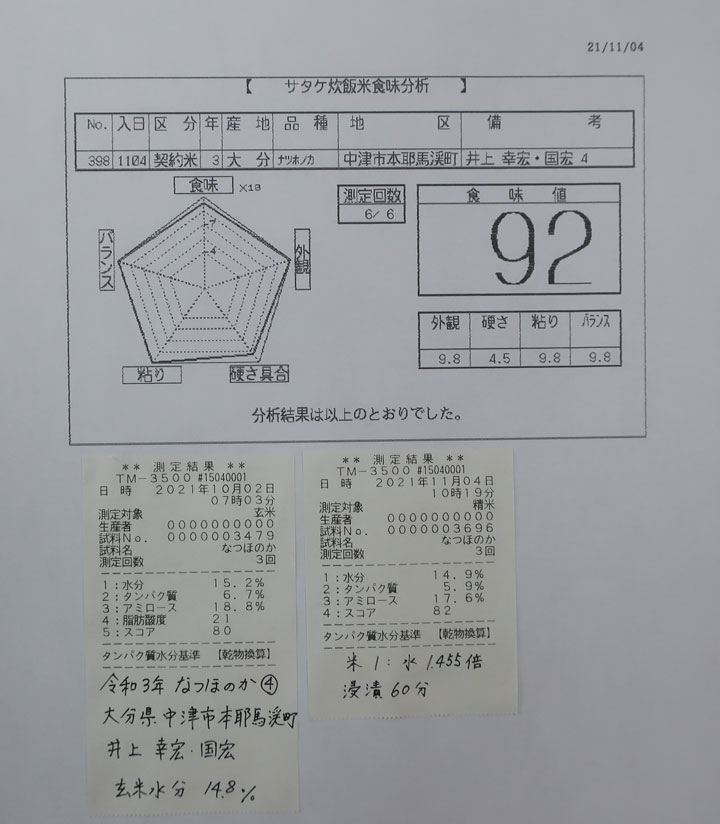 21/11/04
【 サタケ炊飯米食味分析 】
No. 入日 区 分 年 産 地 品 種 地 区 備 考
398 1104 契約米 3 大 分 ナツホノカ 中津市本耶馬渓町 井上 幸宏・国宏 4
食味 ×10
7
4
外観
硬さ具合
粘り
バランス
測定回数
6/ 6
食 味 値
92
外観 硬さ 粘り バランス
9.8 4.5 9.8 9.8
分析結果は以上のとおりでした。
** 測定結果 **
TM-3500 #15040001
日 時 2021年10月02日
07時03分
測定対象 玄米
生産者 0000000000
試料No. 0000003479
試料名 なつほのか
測定回数 3回
1:水分 15.2%
2:タンパク質 6.7%
3:アミロース 18.8%
4:脂肪酸度 21
5:スコア 80
タンパク質水分基準 【乾物換算】
令和3年 なつほのか ④
大分県中津市本耶馬渓町
井上 幸宏・国宏
玄米水分 14.8%
** 測定結果 **
TM-3500 #15040001
日 時 2021年11月04日
10時19分
測定対象 精米
生産者 0000000000
試料No. 0000003696
試料名 なつほのか
測定回数 3回
1:水分 14.9%
2:タンパク質 5.9%
3:アミロース 17.6%
4:スコア 82
タンパク質水分基準 【乾物換算】
米 1:水 1.455倍
浸漬 60分